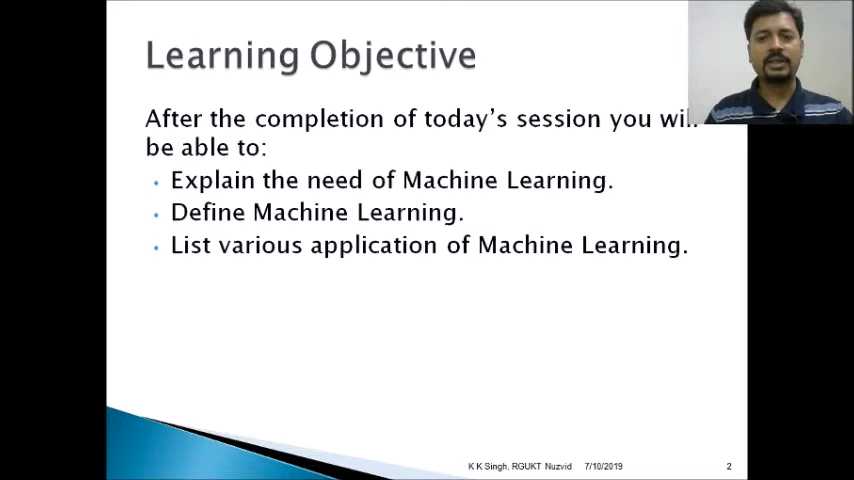 Learning Objective
After the completion of today's session you will
be able to:
• Explain the need of Machine Learning.
• Define Machine Learning.
• List various application of Machine Learning.
K K Singh, RGUKT Nuzvid 7/10/2019 2